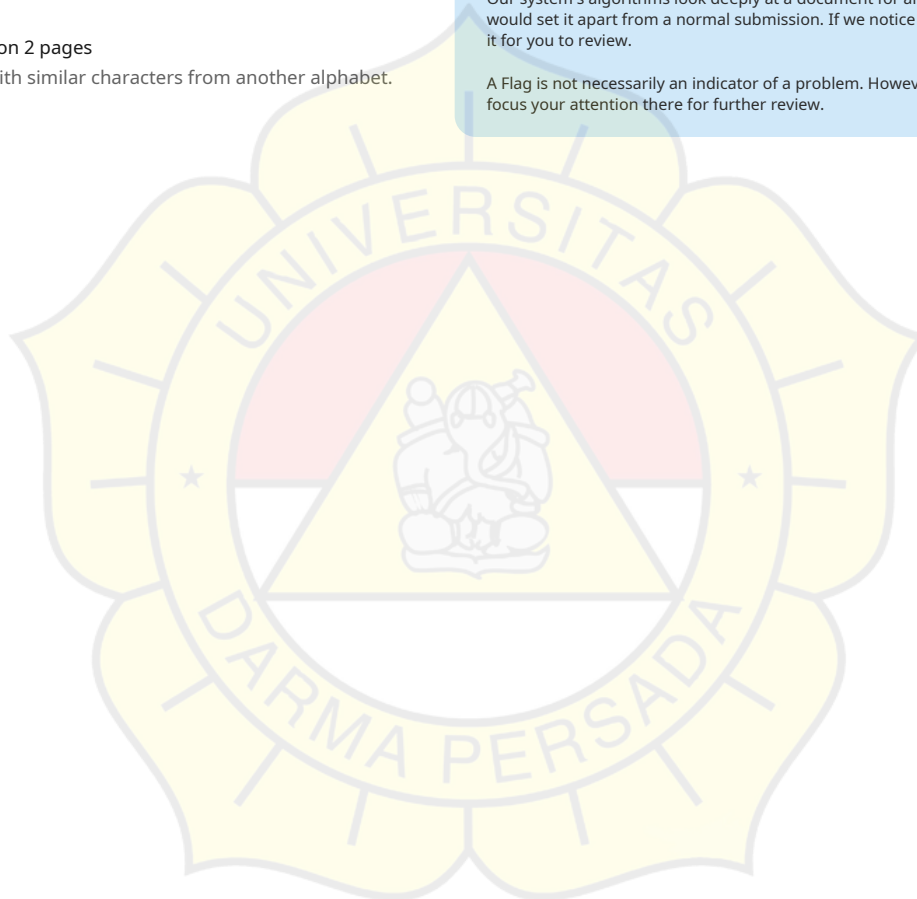 on 2 pages
ith similar characters from another alphabet.
would set it apart from a normal submission. If we notice
it for you to review.
A Flag is not necessarily an indicator of a problem. Howev
focus your attention there for further review.
UNIVERSITAS
DARMA PERSADA